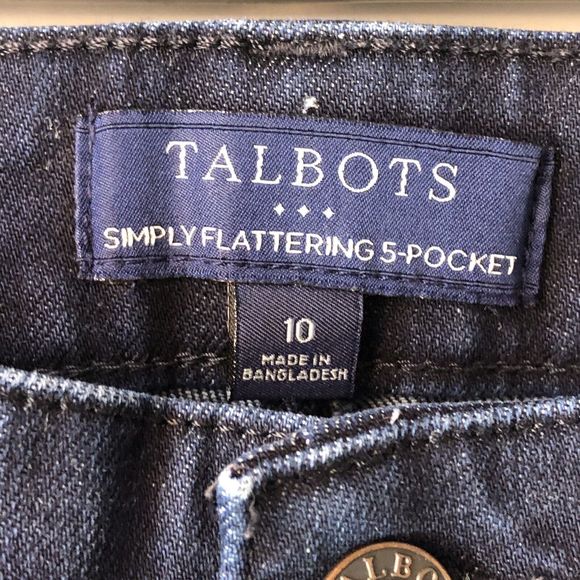 TALBOTS
SIMPLY FLATTERING 5-POCKET
10
MADE IN
BANGLADESH